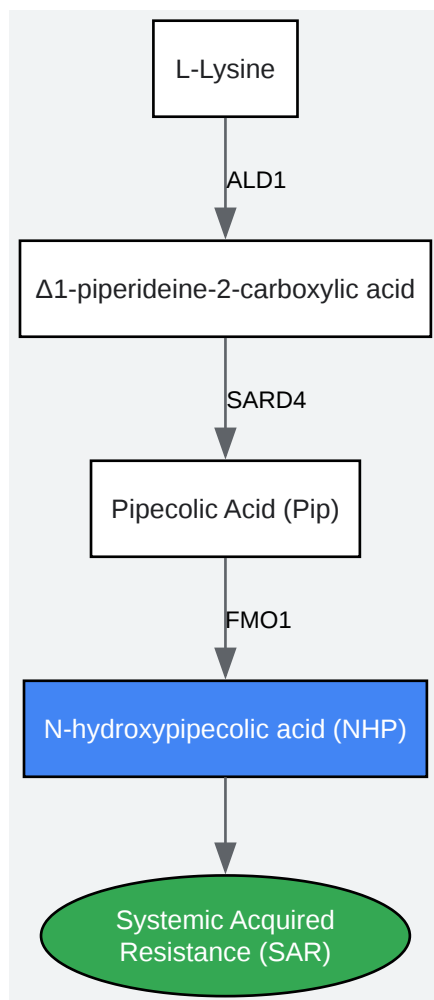 L-Lysine
ALD1
Δ1-piperideine-2-carboxylic acid
SARD4
Pipecolic Acid (Pip)
FMO1
N-hydroxypipecolic acid (NHP)
Systemic Acquired
Resistance (SAR)